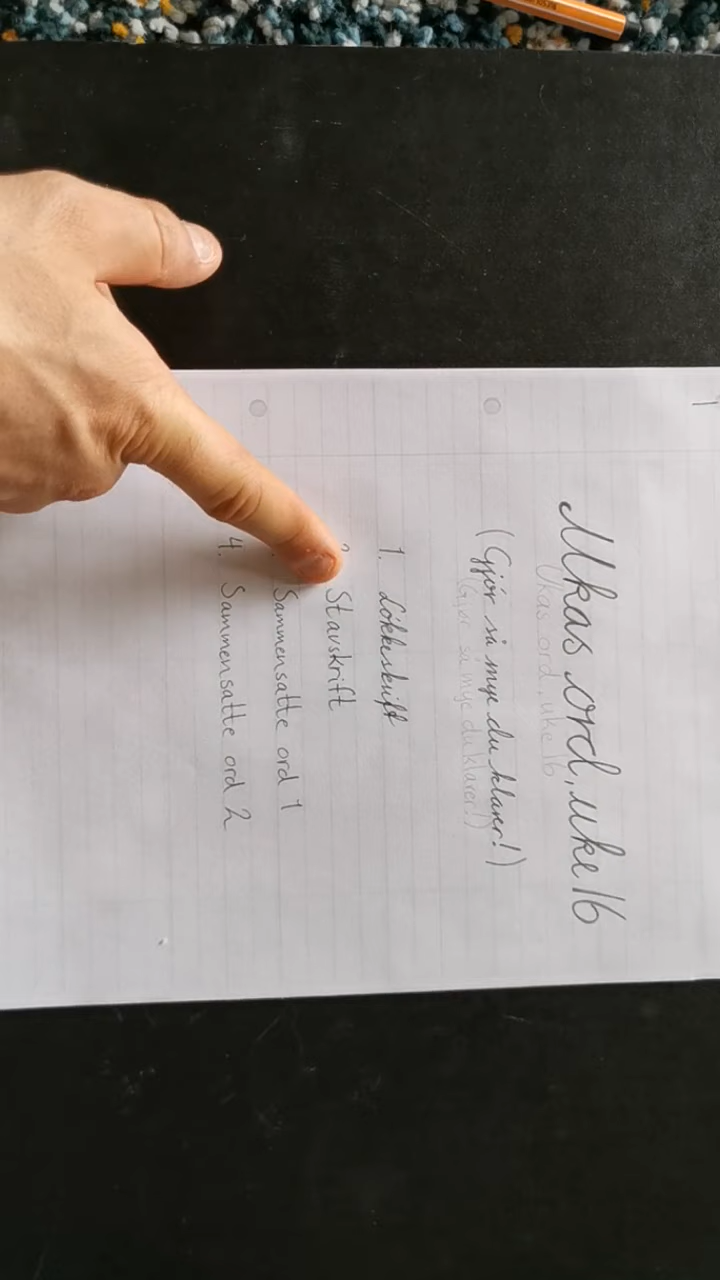 Ukas ord, uke 16
Ukas ord, uke 16
(Gjør så mye du klarer!)
(Gjør så mye du klarer!)
1. Løkkeskrift
Stavskrift
Sammensatte ord 1
4. Sammensatte ord 2